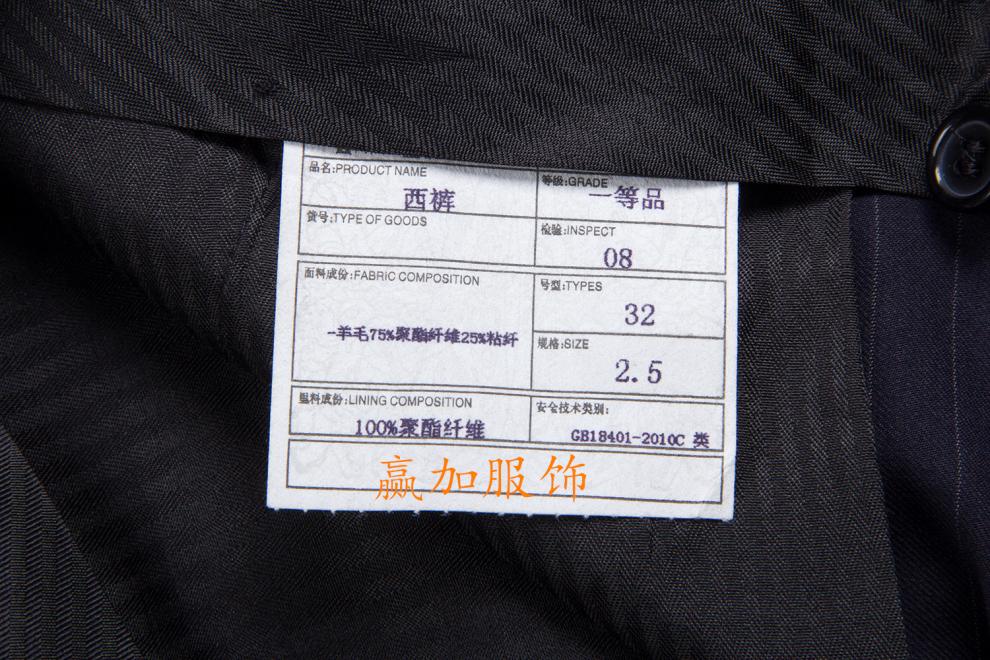 品名:PRODUCT NAME
西裤
等级:GRADE
一等品
货号:TYPE OF GOODS
检验:INSPECT
08
面料成份:FABRIC COMPOSITION
-羊毛75%聚酯纤维25%粘纤
号型:TYPES
32
规格:SIZE
2.5
里料成份:LINING COMPOSITION
100%聚酯纤维
安全技术类别:
GB18401-2010C 类
赢加服饰